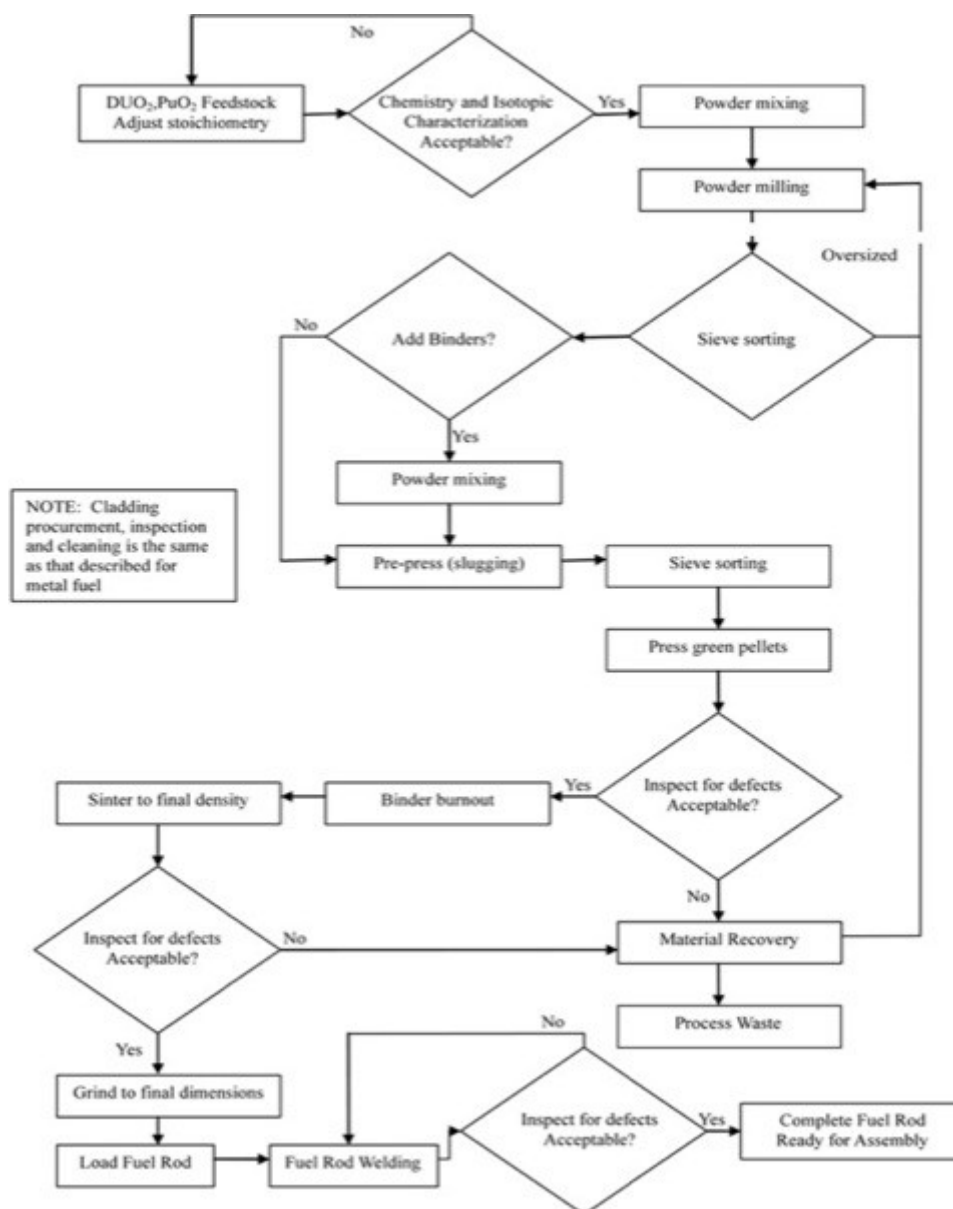 No
DUO₂,PuO₂ Feedstock
Adjust stoichiometry
Chemistry and Isotopic
Characterization
Acceptable?
Yes
Powder mixing
Powder milling
Oversized
No
Add Binders?
Sieve sorting
Yes
Powder mixing
NOTE: Cladding
procurement, inspection
and cleaning is the same
as that described for
metal fuel
Pre-press (slugging)
Sieve sorting
Press green pellets
Sinter to final density
Binder burnout
Yes
Inspect for defects
Acceptable?
No
Inspect for defects
Acceptable?
No
Material Recovery
Process Waste
Yes
No
Grind to final dimensions
Inspect for defects
Acceptable?
Yes
Complete Fuel Rod
Ready for Assembly
Load Fuel Rod
Fuel Rod Welding